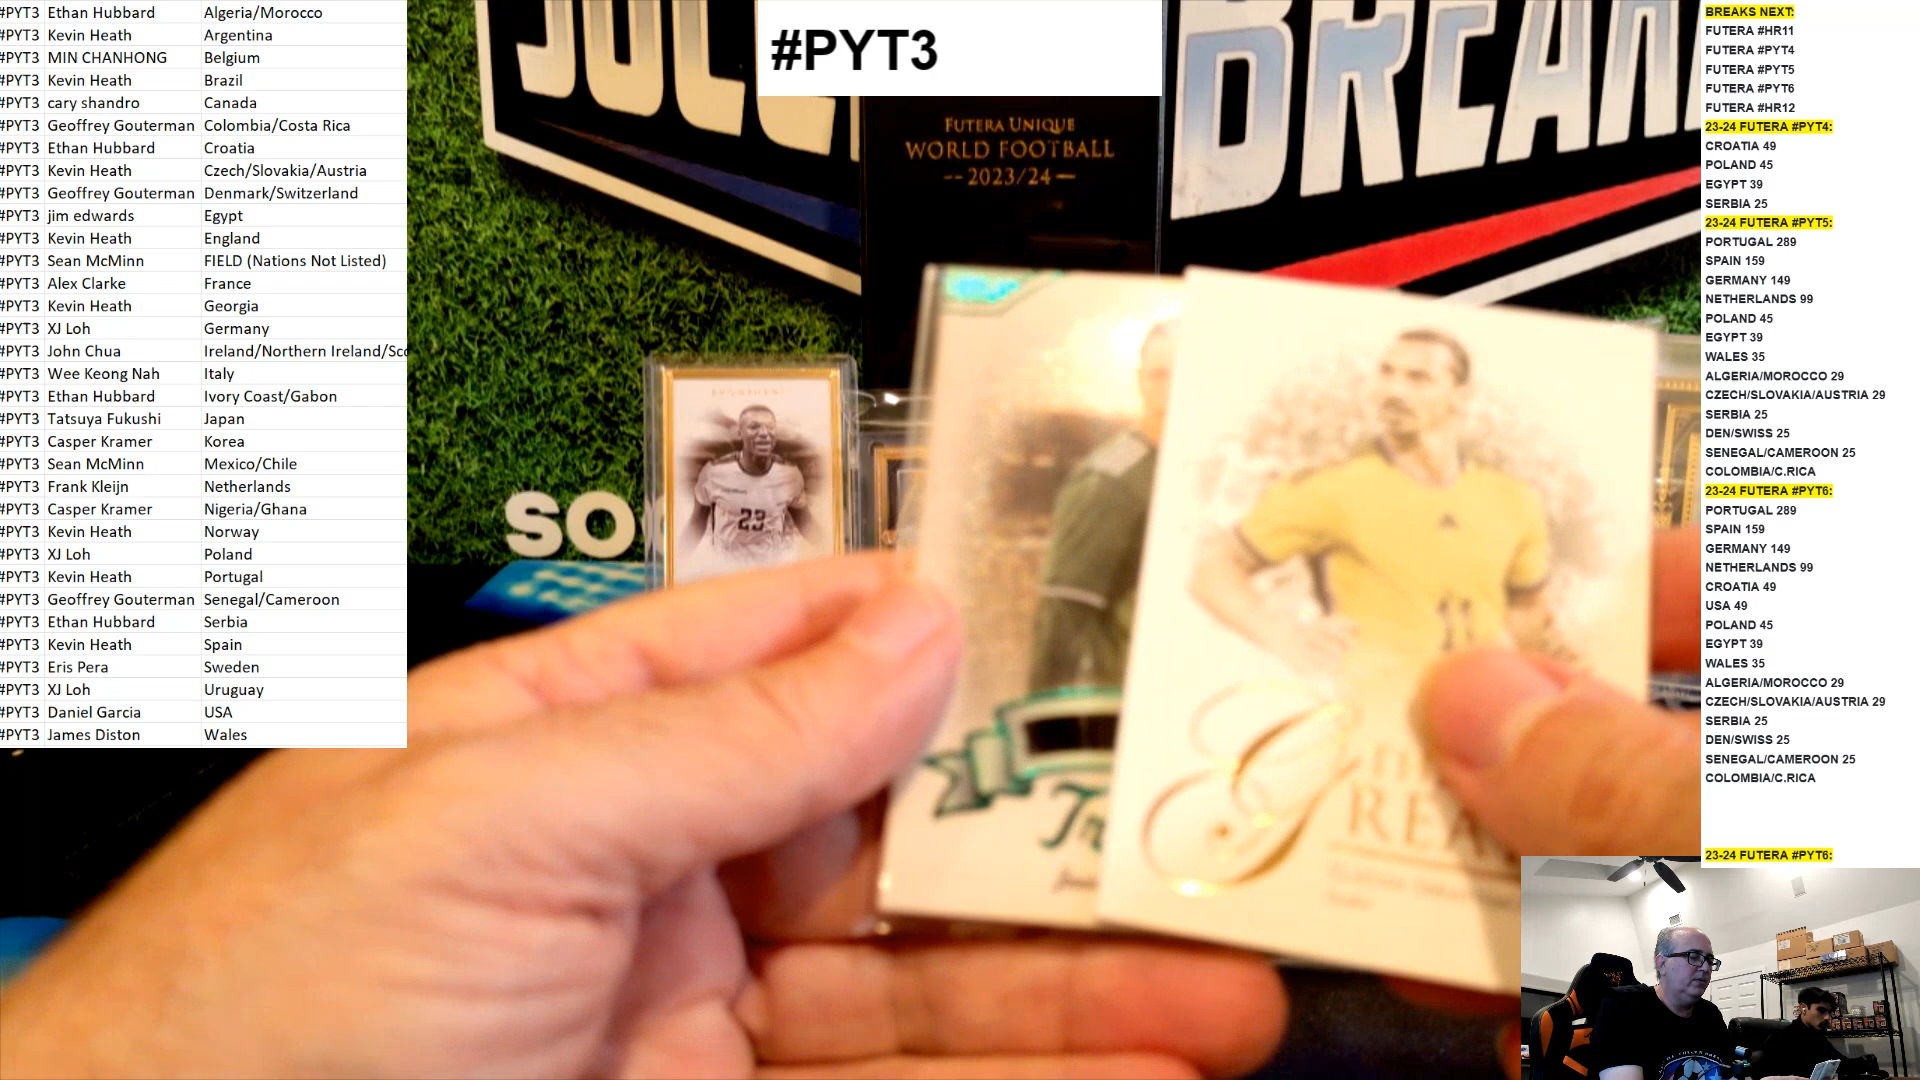 #PYT3 Ethan Hubbard Algeria/Morocco
#PYT3 Kevin Heath Argentina
#PYT3 MIN CHANHONG Belgium
#PYT3 Kevin Heath Brazil
#PYT3 cary shandro Canada
#PYT3 Geoffrey Gouterman Colombia/Costa Rica
#PYT3 Ethan Hubbard Croatia
#PYT3 Kevin Heath Czech/Slovakia/Austria
#PYT3 Geoffrey Gouterman Denmark/Switzerland
#PYT3 jim edwards Egypt
#PYT3 Kevin Heath England
#PYT3 Sean McMinn FIELD (Nations Not Listed)
#PYT3 Alex Clarke France
#PYT3 Kevin Heath Georgia
#PYT3 XJ Loh Germany
#PYT3 John Chua Ireland/Northern Ireland/Sco
#PYT3 Wee Keong Nah Italy
#PYT3 Ethan Hubbard Ivory Coast/Gabon
#PYT3 Tatsuya Fukushi Japan
#PYT3 Casper Kramer Korea
#PYT3 Sean McMinn Mexico/Chile
#PYT3 Frank Kleijn Netherlands
#PYT3 Casper Kramer Nigeria/Ghana
#PYT3 Kevin Heath Norway
#PYT3 XJ Loh Poland
#PYT3 Kevin Heath Portugal
#PYT3 Geoffrey Gouterman Senegal/Cameroon
#PYT3 Ethan Hubbard Serbia
#PYT3 Kevin Heath Spain
#PYT3 Eris Pera Sweden
#PYT3 XJ Loh Uruguay
#PYT3 Daniel Garcia USA
#PYT3 James Diston Wales
#PYT3
FUTERA UNIQUE
WORLD FOOTBALL
-- 2023/24 --
BREAK
SO
23
11
BREAKS NEXT:
FUTERA #HR11
FUTERA #PYT4
FUTERA #PYT5
FUTERA #PYT6
FUTERA #HR12
23-24 FUTERA #PYT4:
CROATIA 49
POLAND 45
EGYPT 39
SERBIA 25
23-24 FUTERA #PYT5:
PORTUGAL 289
SPAIN 159
GERMANY 149
NETHERLANDS 99
POLAND 45
EGYPT 39
WALES 35
ALGERIA/MOROCCO 29
CZECH/SLOVAKIA/AUSTRIA 29
SERBIA 25
DEN/SWISS 25
SENEGAL/CAMEROON 25
COLOMBIA/C.RICA
23-24 FUTERA #PYT6:
PORTUGAL 289
SPAIN 159
GERMANY 149
NETHERLANDS 99
CROATIA 49
USA 49
POLAND 45
EGYPT 39
WALES 35
ALGERIA/MOROCCO 29
CZECH/SLOVAKIA/AUSTRIA 29
SERBIA 25
DEN/SWISS 25
SENEGAL/CAMEROON 25
COLOMBIA/C.RICA
23-24 FUTERA #PYT6: